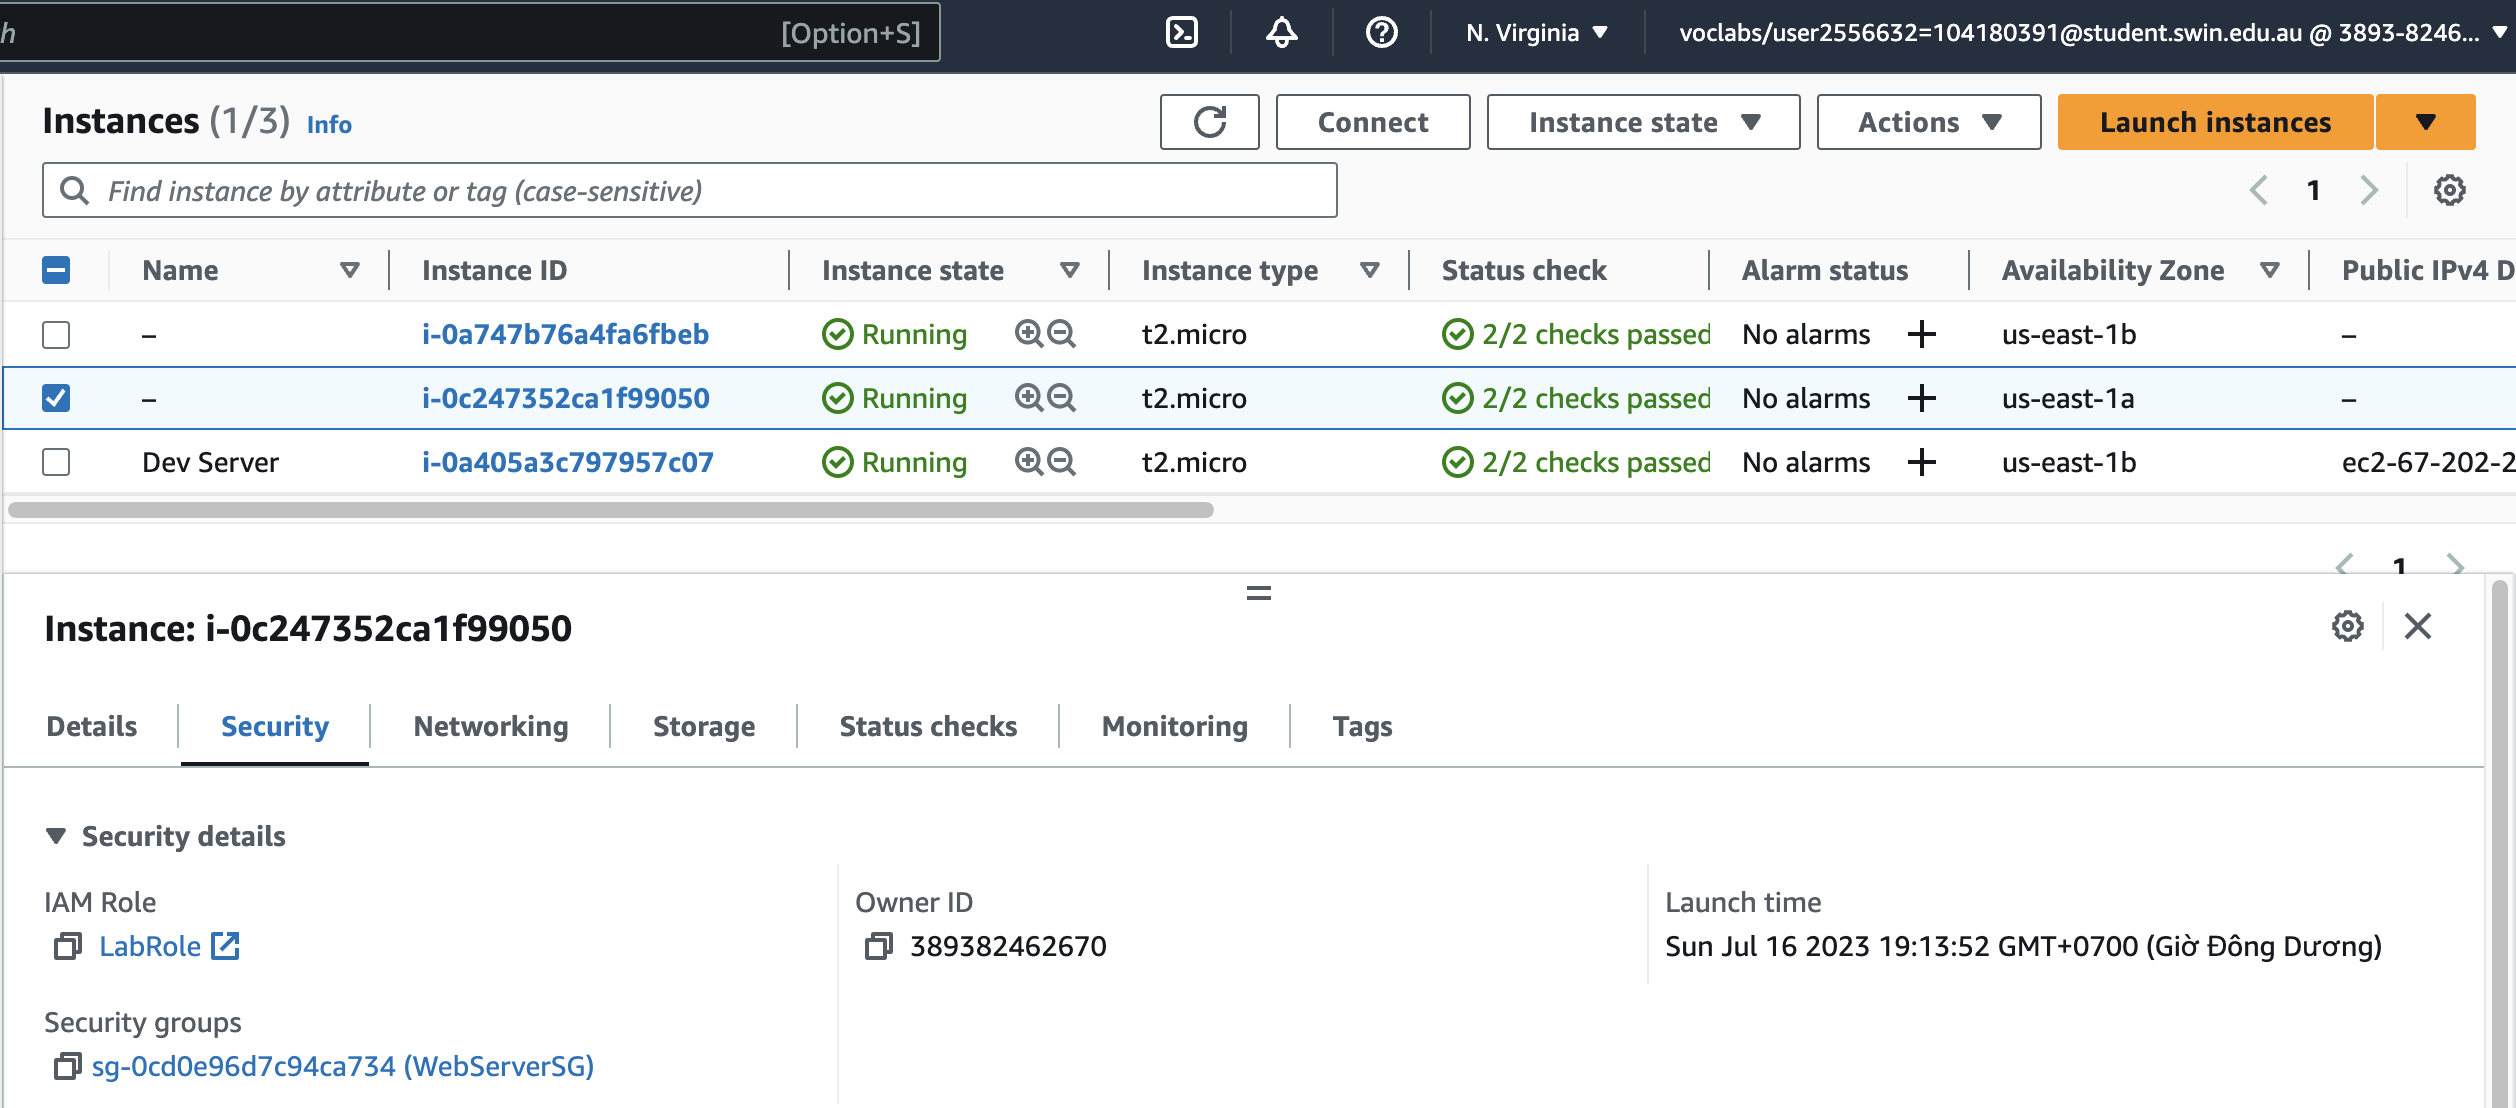 [Option+S]
N. Virginia
voclabs/user2556632=104180391@student.swin.edu.au @ 3893-8246...
Instances (1/3) Info
Connect
Instance state
Actions
Launch instances
Find instance by attribute or tag (case-sensitive)
1
Name Instance ID Instance state Instance type Status check Alarm status Availability Zone Public IPv4 D
– i-0a747b76a4fa6fbeb Running t2.micro 2/2 checks passed No alarms + us-east-1b –
– i-0c247352ca1f99050 Running t2.micro 2/2 checks passed No alarms + us-east-1a –
Dev Server i-0a405a3c797957c07 Running t2.micro 2/2 checks passed No alarms + us-east-1b ec2-67-202-2
1
Instance: i-0c247352ca1f99050
Details Security Networking Storage Status checks Monitoring Tags
Security details
IAM Role
LabRole
Owner ID
389382462670
Launch time
Sun Jul 16 2023 19:13:52 GMT+0700 (Giờ Đông Dương)
Security groups
sg-0cd0e96d7c94ca734 (WebServerSG)